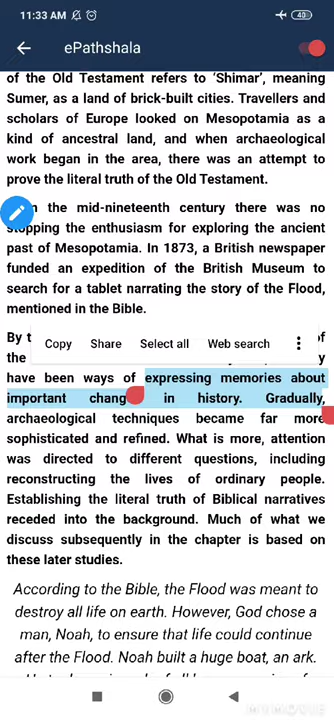 11:33 AM
40
ePathshala
of the Old Testament refers to ‘Shimar’, meaning
Sumer, as a land of brick-built cities. Travellers and
scholars of Europe looked on Mesopotamia as a
kind of ancestral land, and when archaeological
work began in the area, there was an attempt to
prove the literal truth of the Old Testament.
the mid-nineteenth century there was no
stopping the enthusiasm for exploring the ancient
past of Mesopotamia. In 1873, a British newspaper
funded an expedition of the British Museum to
search for a tablet narrating the story of the Flood,
mentioned in the Bible.
By
Copy Share Select all Web search
of
the
have been ways of expressing memories about
important in history. Gradually,
archaeological techniques became far more
sophisticated and refined. What is more, attention
was directed to different questions, including
reconstructing the lives of ordinary people.
Establishing the literal truth of Biblical narratives
receded into the background. Much of what we
discuss subsequently in the chapter is based on
these later studies.
According to the Bible, the Flood was meant to
destroy all life on earth. However, God chose a
man, Noah, to ensure that life could continue
after the Flood. Noah built a huge boat, an ark.
MYMOVIE